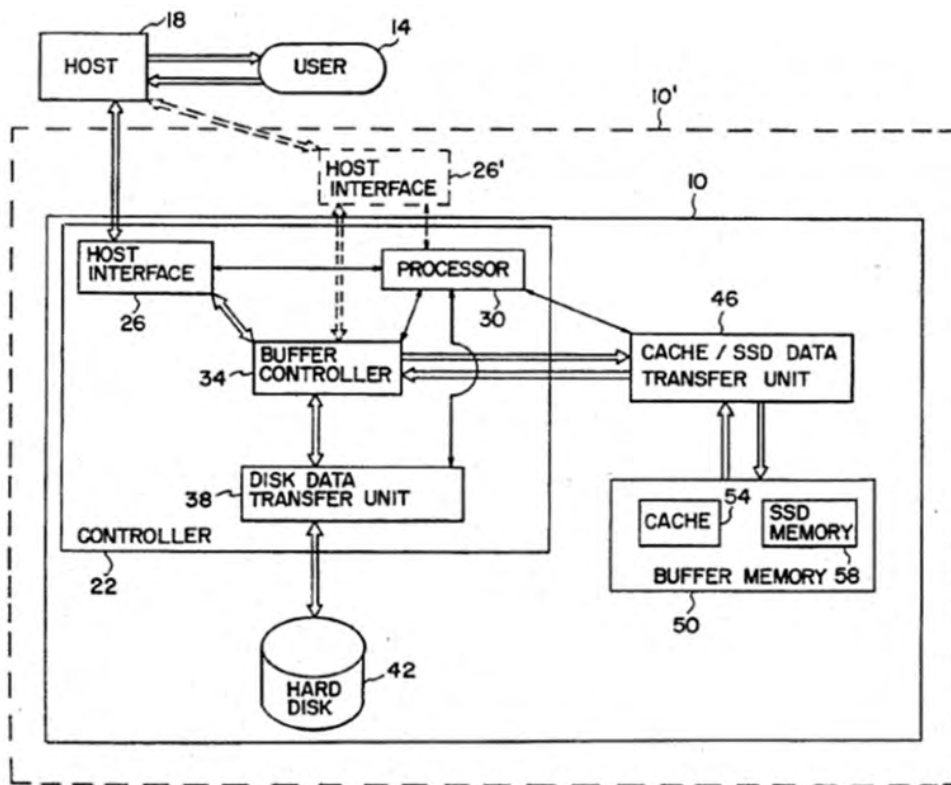 18
14
HOST
USER
10'
HOST
INTERFACE
26'
10
HOST
INTERFACE
26
PROCESSOR
30
46
34
BUFFER
CONTROLLER
CACHE / SSD DATA
TRANSFER UNIT
38
DISK DATA
TRANSFER UNIT
54
CACHE
SSD
MEMORY
CONTROLLER
22
BUFFER MEMORY 58
50
42
HARD
DISK